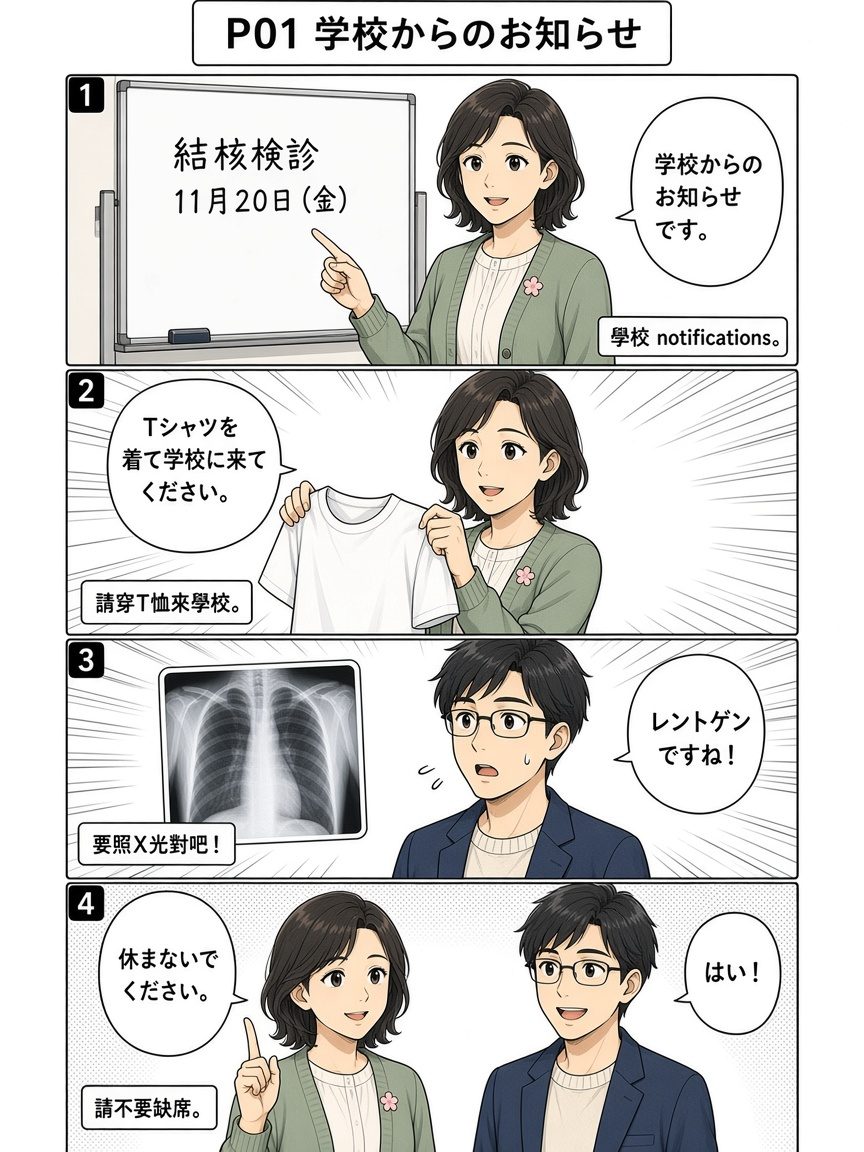 P01 学校からのお知らせ
1
結核検診
11月20日(金)
学校からの
お知らせ
です。
學校 notifications。
2
Tシャツを
着て学校に来て
ください。
請穿T恤來學校。
3
レントゲン
ですね!
要照X光對吧!
4
休まないで
ください。
はい!
請不要缺席。